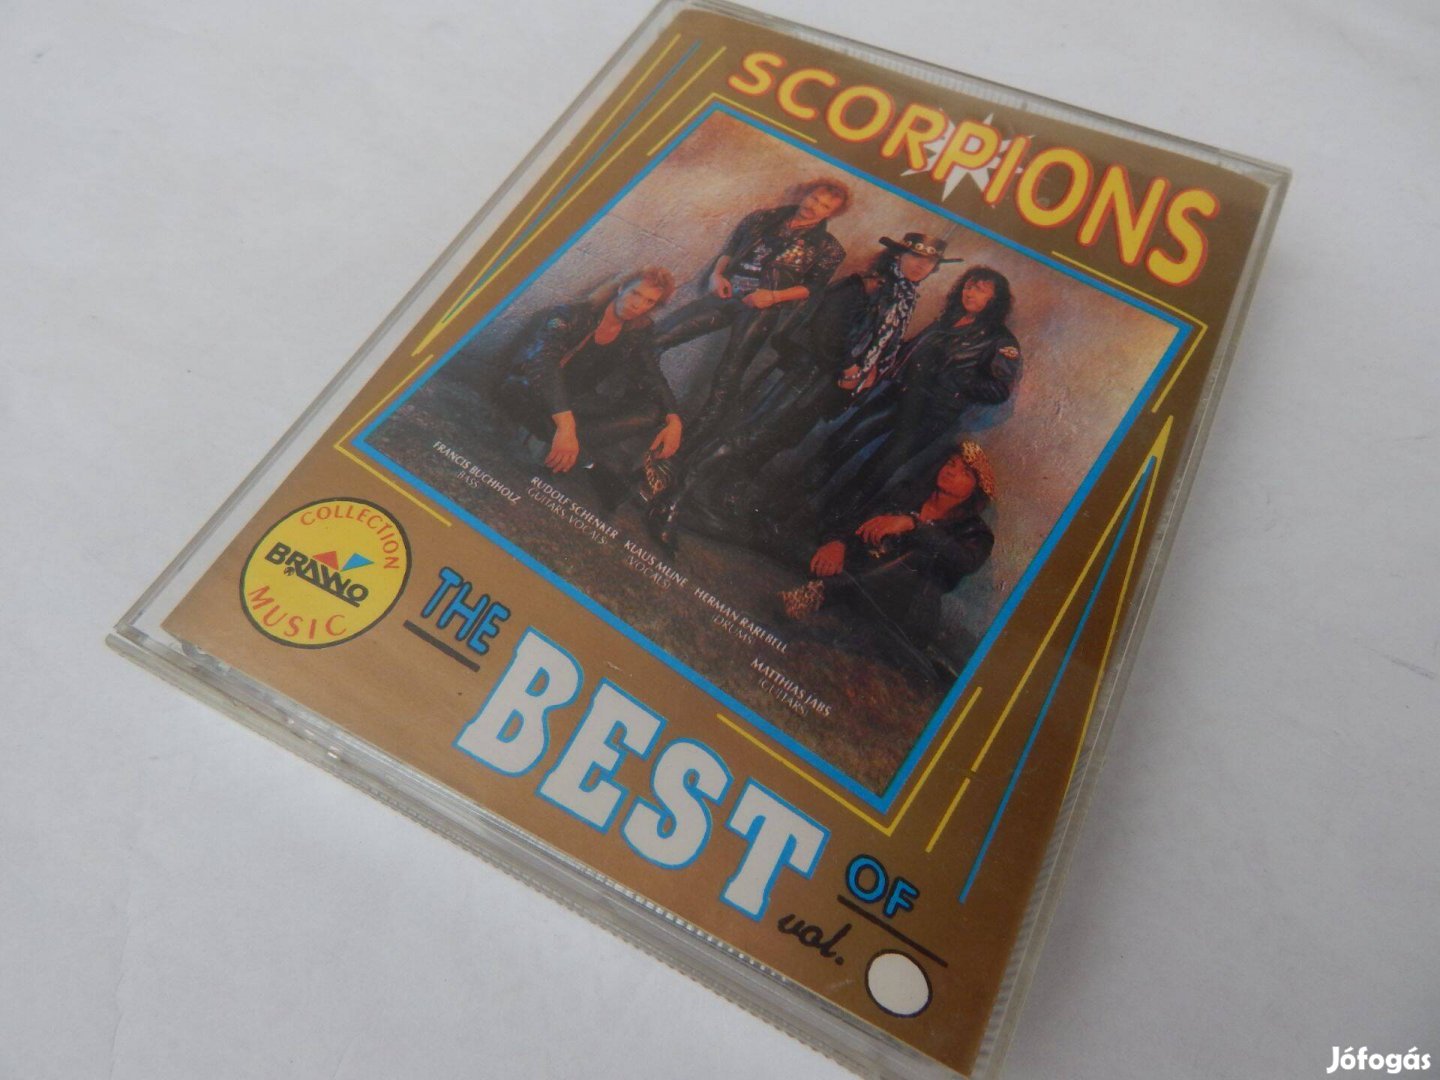 SCORPIONS
FRANCIS BUCHHOLZ
BASS
RUDOLF SCHENKER
GUITARS, VOCALS
KLAUS MEINE
(VOCALS)
HERMAN RAREBELL
DRUMS
MATTHIAS JABS
(GUITARS)
COLLECTION
BRAVVO
MUSIC
THE
BEST
OF
vol.
Jófogás